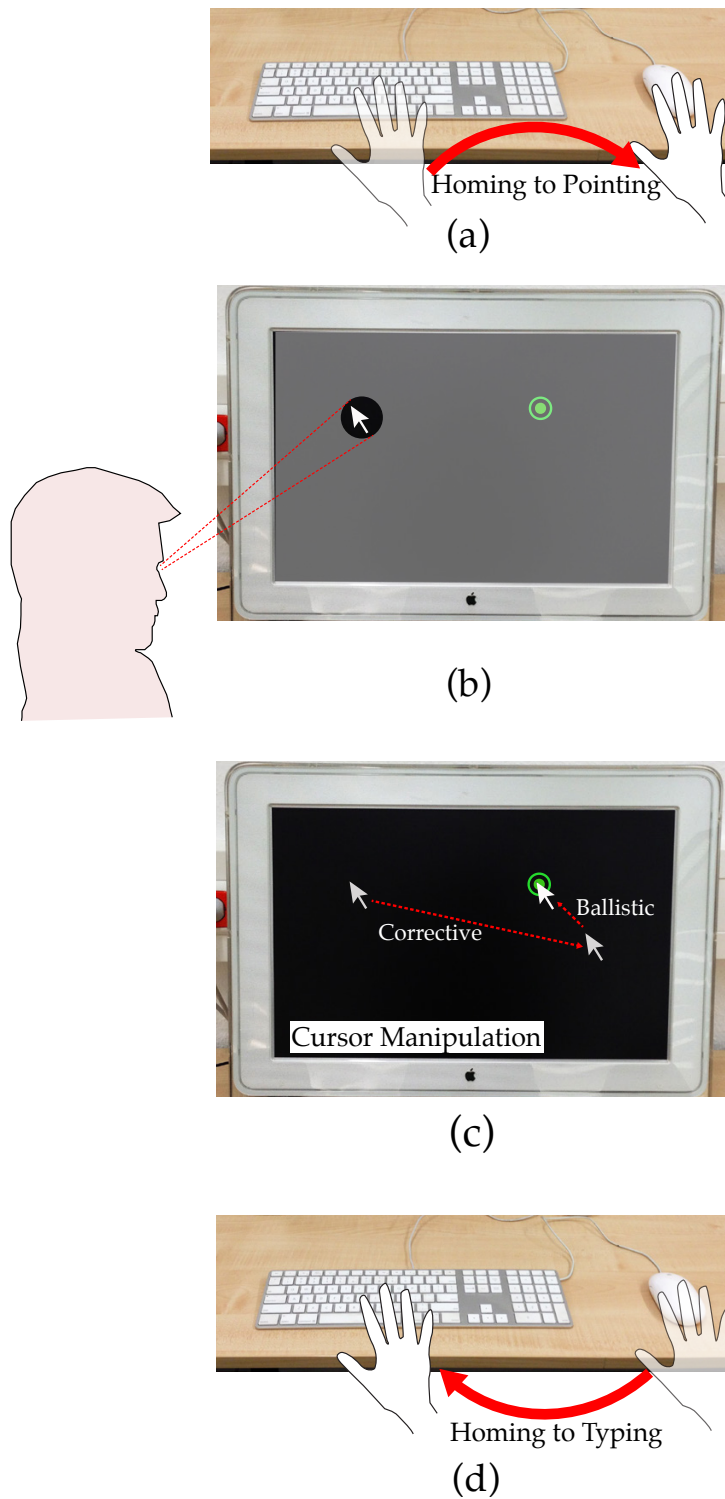 Homing to Pointing
(a)
(b)
Corrective
Ballistic
Cursor Manipulation
(c)
Homing to Typing
(d)